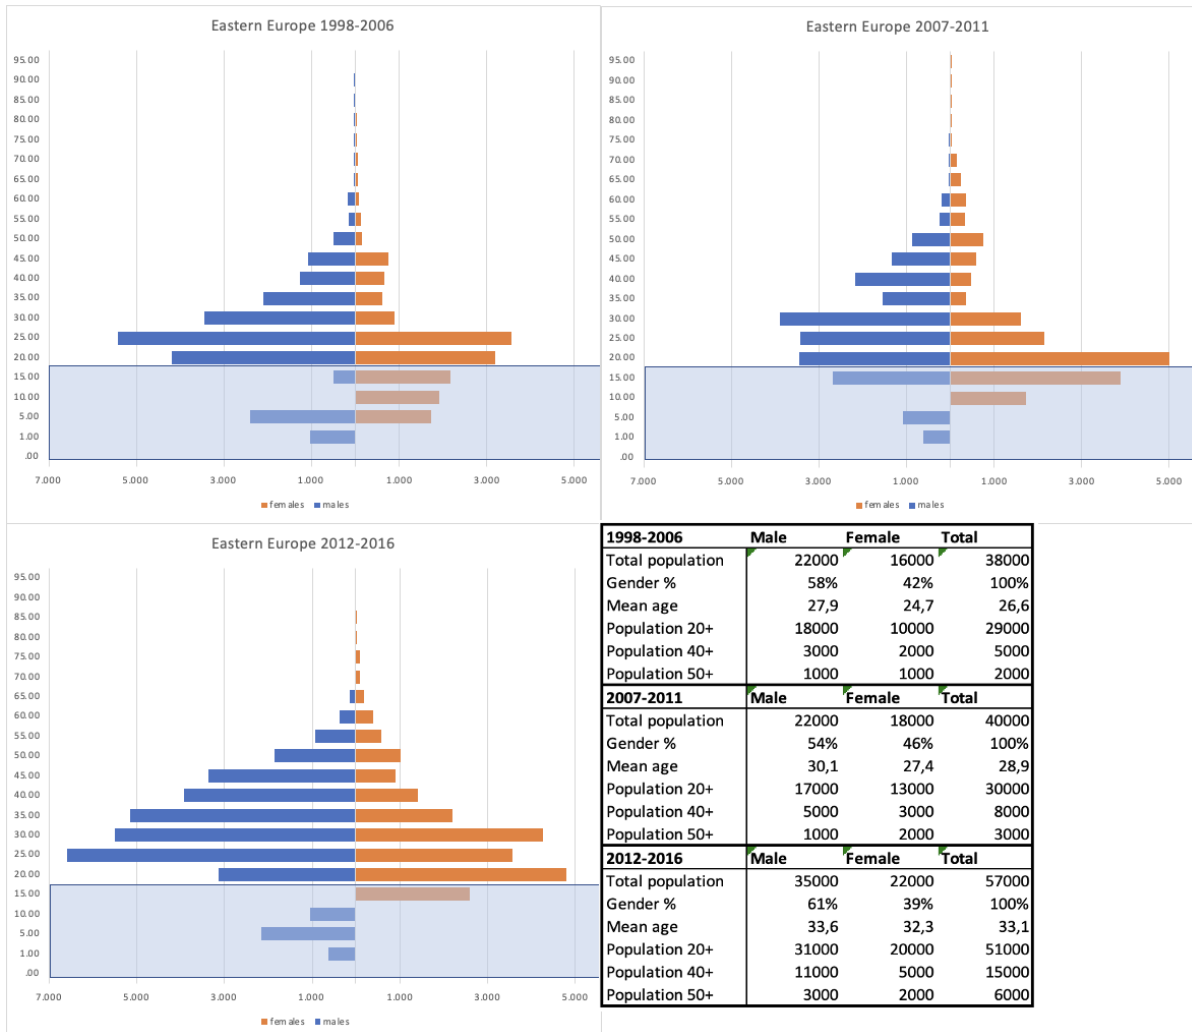 Eastern Europe 1998-2006
95.00
90.00
85.00
80.00
75.00
70.00
65.00
60.00
55.00
50.00
45.00
40.00
35.00
30.00
25.00
20.00
15.00
10.00
5.00
1.00
.00
7.000 5.000 3.000 1.000 1.000 3.000 5.000
females males
Eastern Europe 2007-2011
95.00
90.00
85.00
80.00
75.00
70.00
65.00
60.00
55.00
50.00
45.00
40.00
35.00
30.00
25.00
20.00
15.00
10.00
5.00
1.00
.00
7.000 5.000 3.000 1.000 1.000 3.000 5.000
females males
Eastern Europe 2012-2016
95.00
90.00
85.00
80.00
75.00
70.00
65.00
60.00
55.00
50.00
45.00
40.00
35.00
30.00
25.00
20.00
15.00
10.00
5.00
1.00
.00
7.000 5.000 3.000 1.000 1.000 3.000 5.000
females males
1998-2006 Male Female Total
Total population 22000 16000 38000
Gender % 58% 42% 100%
Mean age 27,9 24,7 26,6
Population 20+ 18000 10000 29000
Population 40+ 3000 2000 5000
Population 50+ 1000 1000 2000
2007-2011 Male Female Total
Total population 22000 18000 40000
Gender % 54% 46% 100%
Mean age 30,1 27,4 28,9
Population 20+ 17000 13000 30000
Population 40+ 5000 3000 8000
Population 50+ 1000 2000 3000
2012-2016 Male Female Total
Total population 35000 22000 57000
Gender % 61% 39% 100%
Mean age 33,6 32,3 33,1
Population 20+ 31000 20000 51000
Population 40+ 11000 5000 15000
Population 50+ 3000 2000 6000